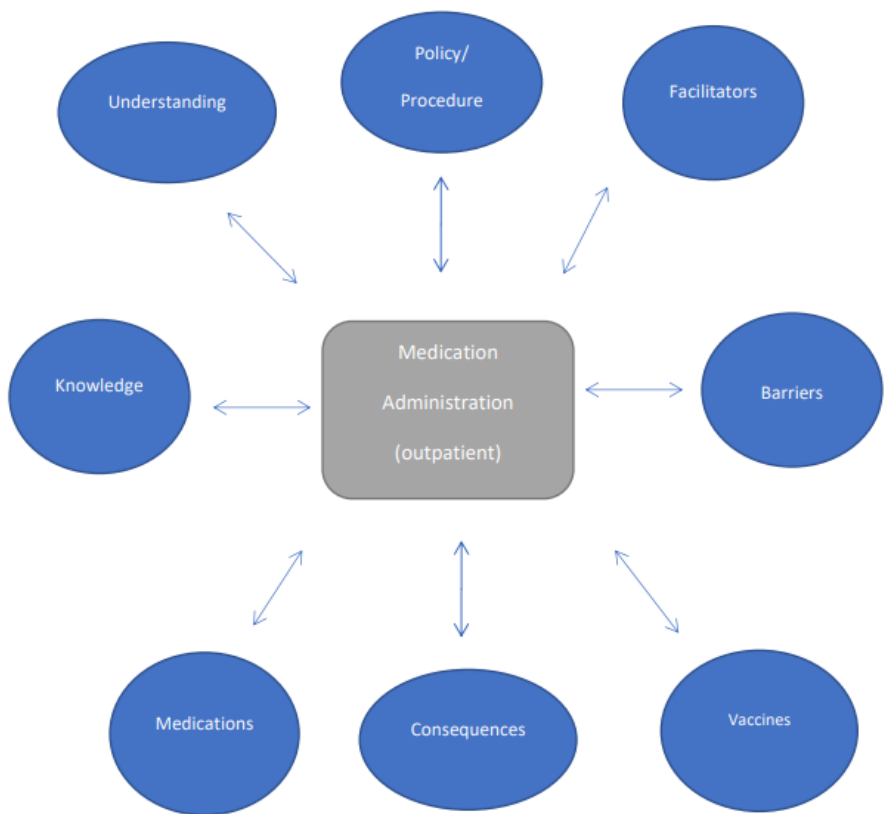 Policy/
Procedure
Understanding
Facilitators
Medication
Administration
(outpatient)
Knowledge
Barriers
Medications
Consequences
Vaccines